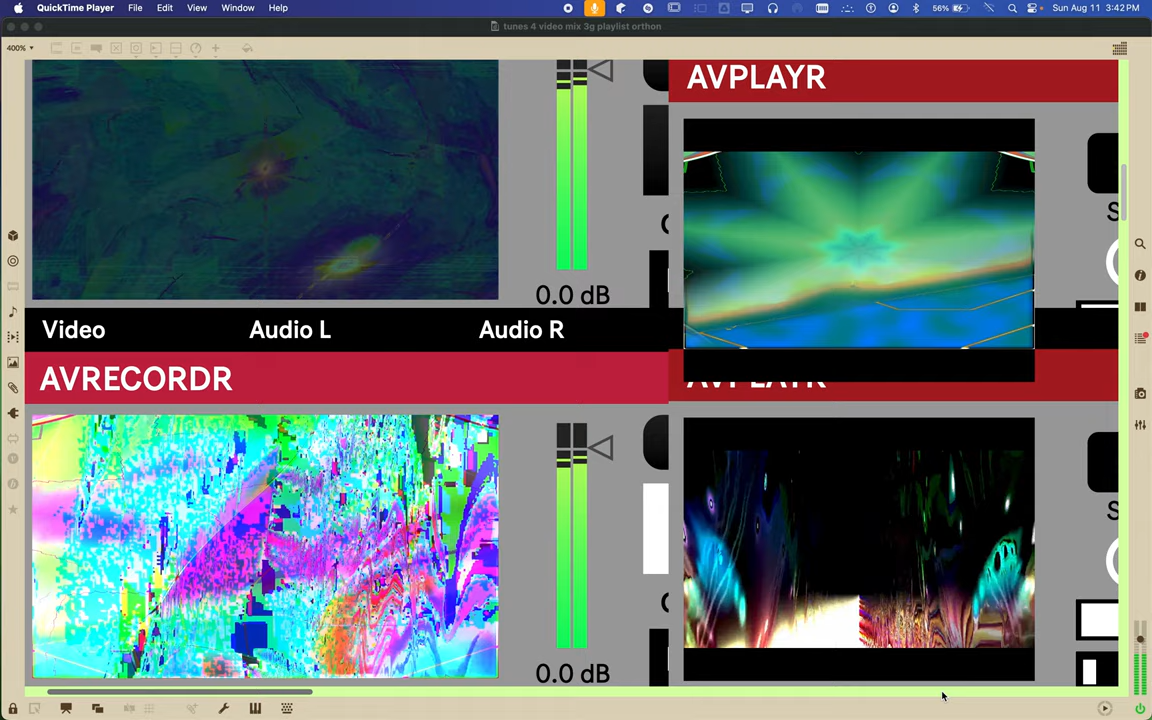 QuickTime Player File Edit View Window Help
56%
Sun Aug 11 3:42 PM
tunes 4 video mix 3g playlist orthon
400%
AVPLAYR
0.0 dB
Video Audio L Audio R
AVRECORDR
AVPLAYR
0.0 dB